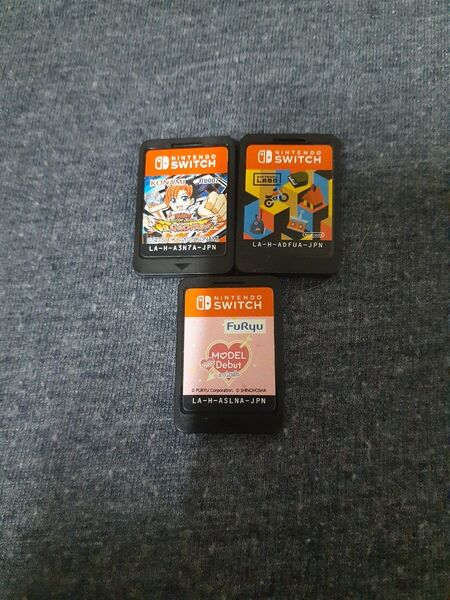 NINTENDO
SWITCH
KONAMI
LA-H-A3N7A-JPN
NINTENDO
SWITCH
NINTENDO
LABO
Nintendo
LA-H-ADFUA-JPN
NINTENDO
SWITCH
FuRyu
MODEL
Debut
© FURYU Corporation. © SHINCHOSHA
LA-H-ASLNA-JPN